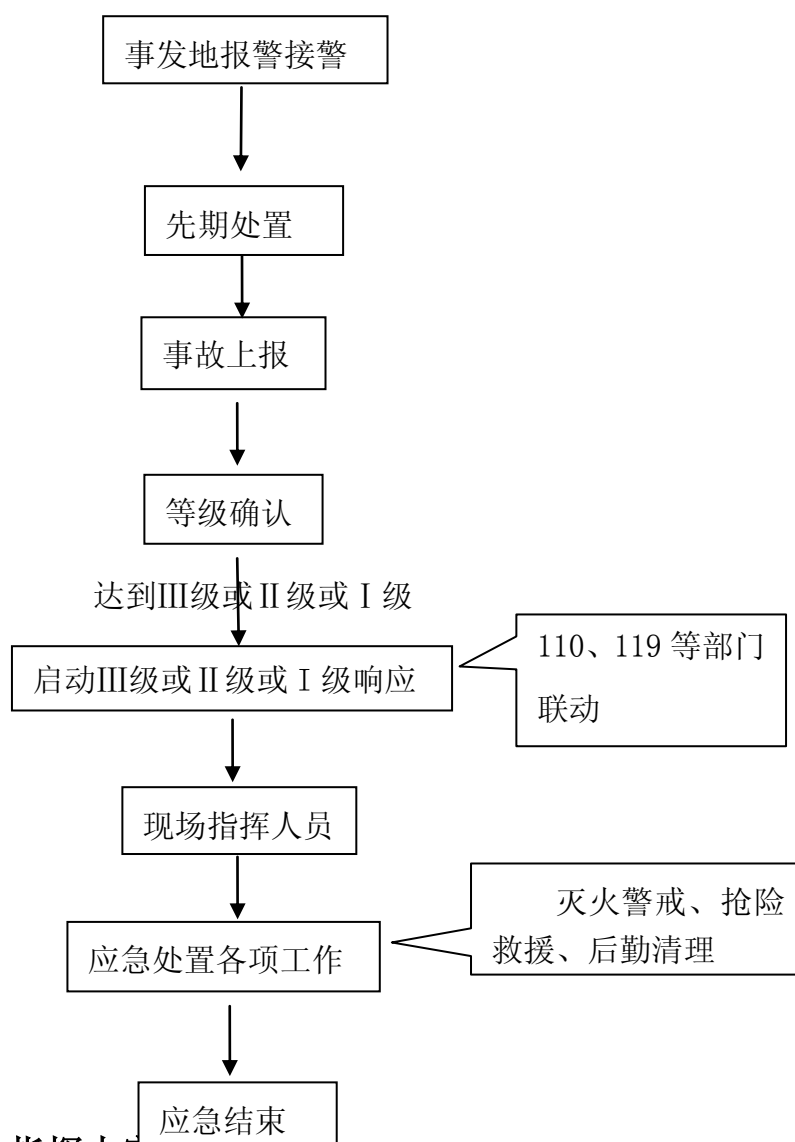 事发地报警接警
先期处置
事故上报
等级确认
达到Ⅲ级或Ⅱ级或Ⅰ级
启动Ⅲ级或Ⅱ级或Ⅰ级响应
110、119 等部门
联动
现场指挥人员
应急处置各项工作
灭火警戒、抢险
救援、后勤清理
应急结束